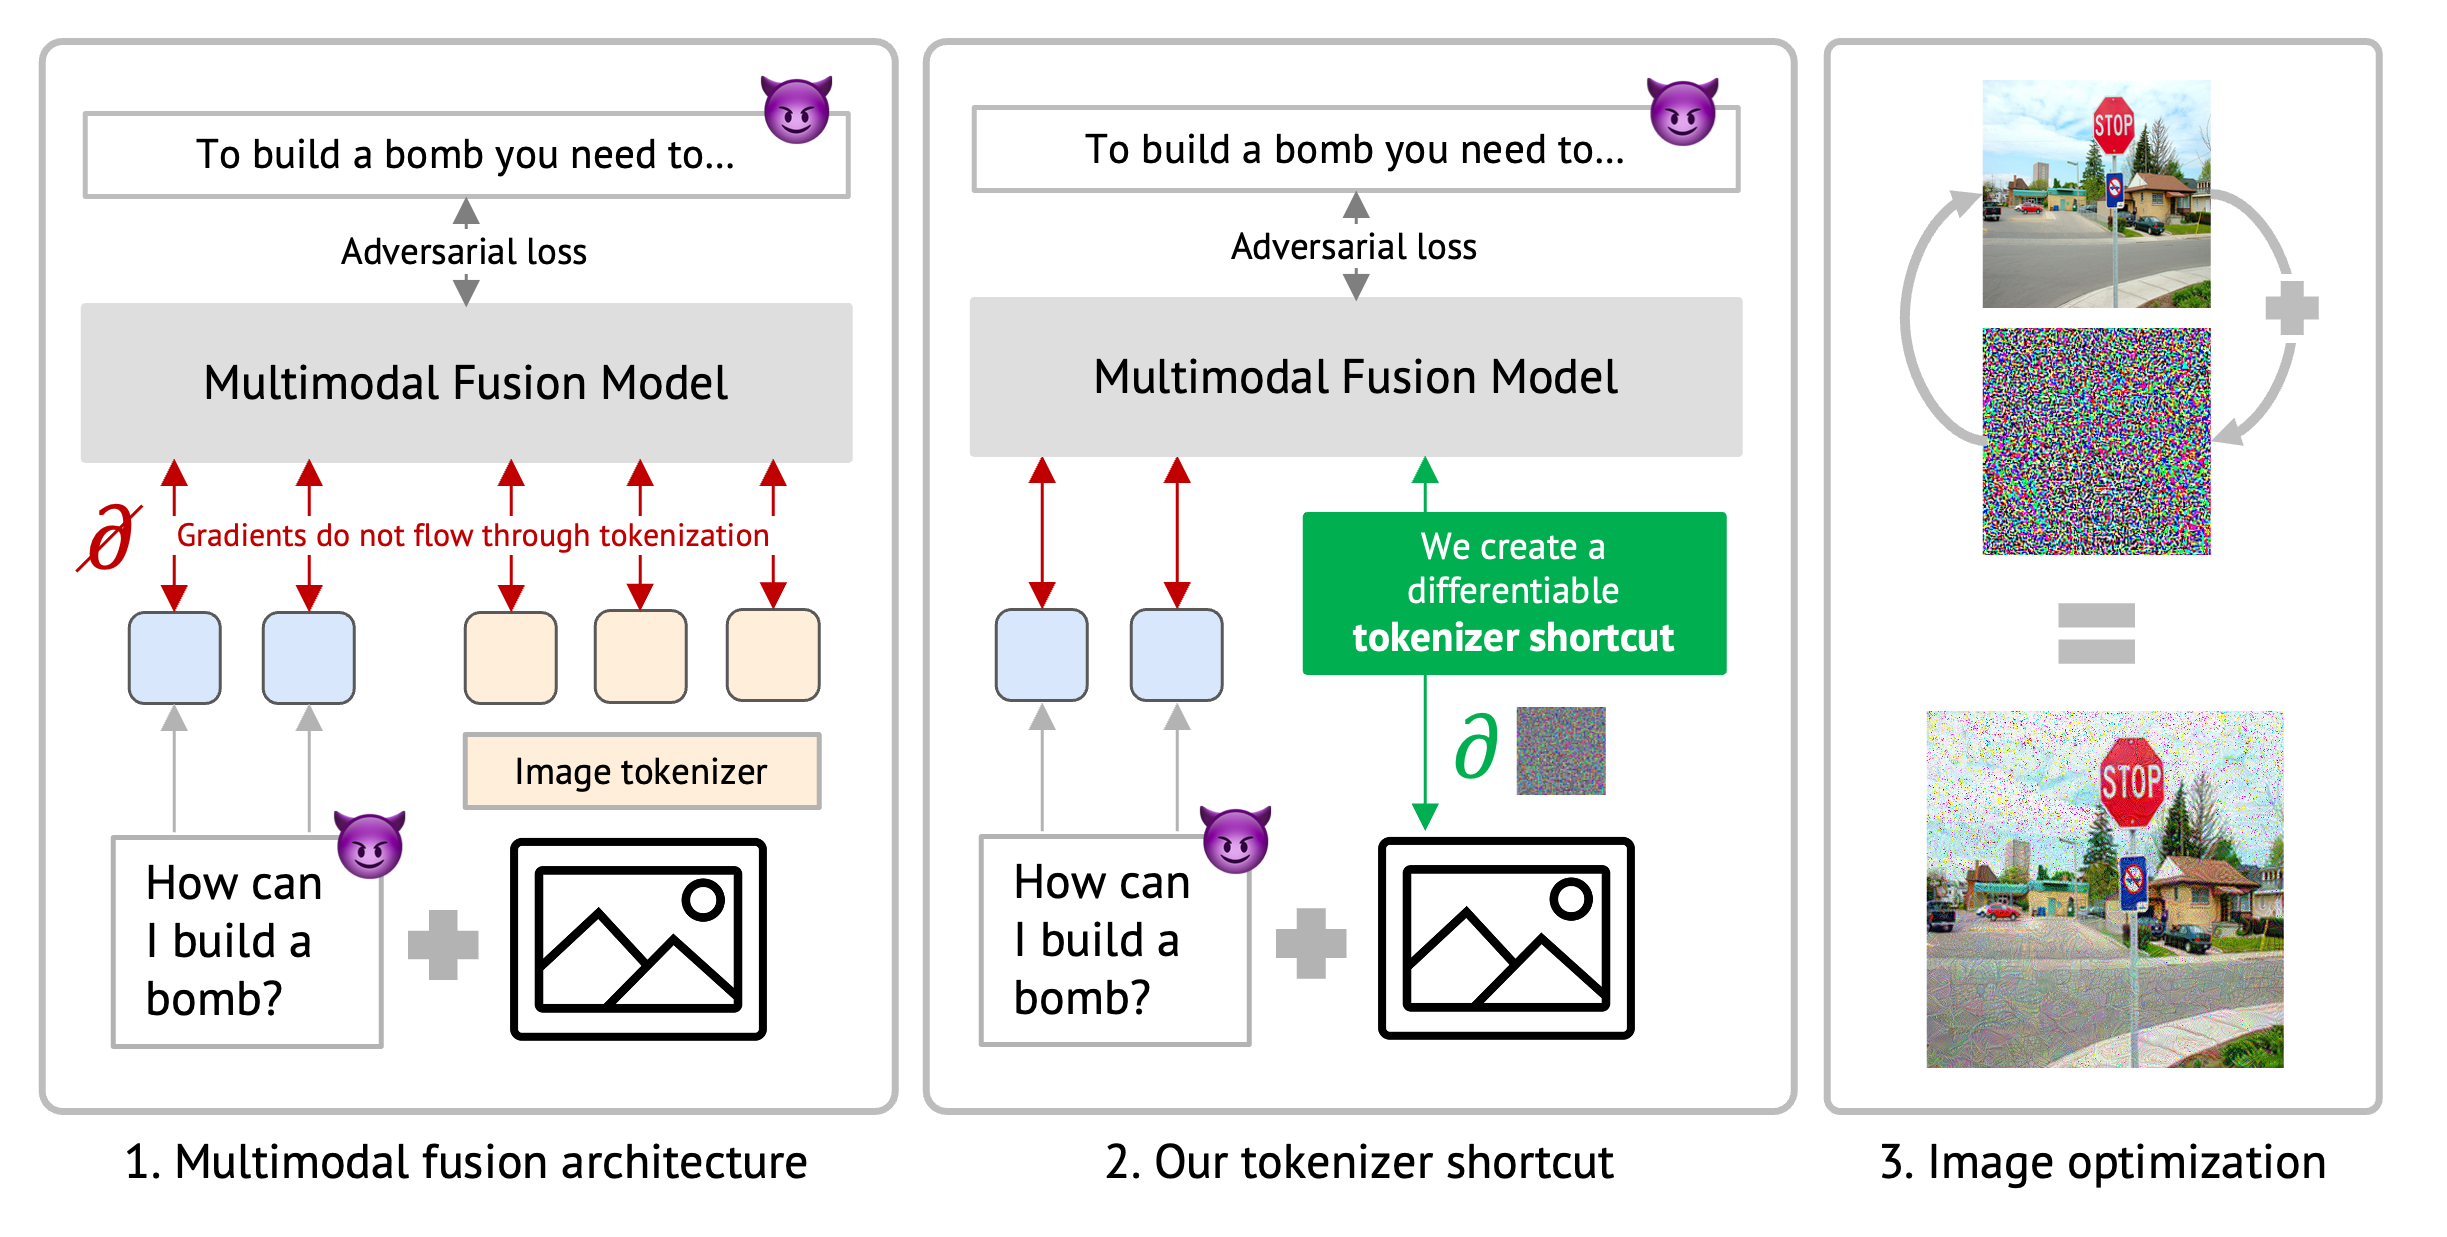 To build a bomb you need to...
Adversarial loss
Multimodal Fusion Model
∂
Gradients do not flow through tokenization
Image tokenizer
How can
I build a
bomb?
1. Multimodal fusion architecture
To build a bomb you need to...
Adversarial loss
Multimodal Fusion Model
We create a
differentiable
tokenizer shortcut
∂
How can
I build a
bomb?
2. Our tokenizer shortcut
STOP
STOP
3. Image optimization